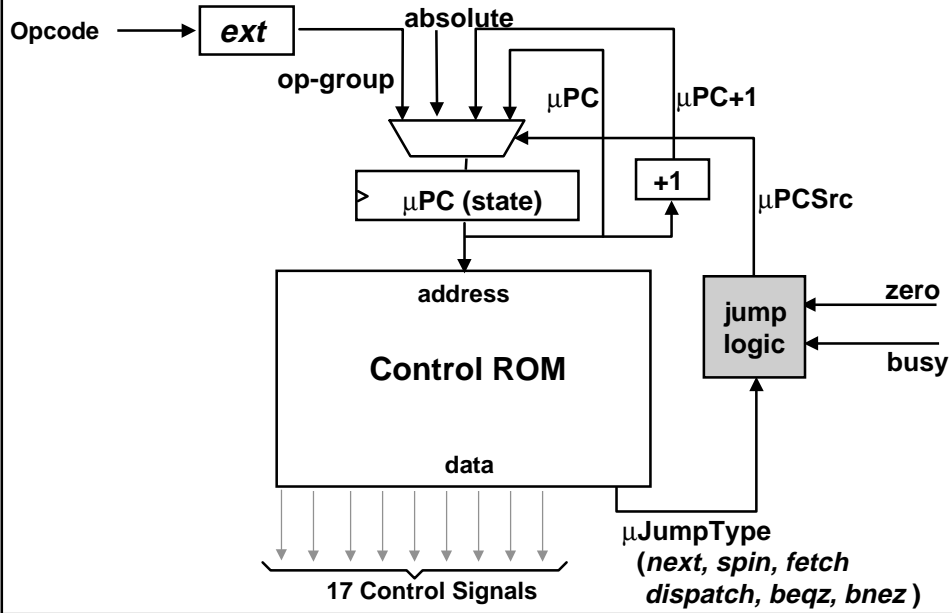 Opcode
ext
absolute
op-group
μPC
μPC+1
+1
μPC (state)
μPCSrc
address
Control ROM
data
jump
logic
zero
busy
μJumpType
(next, spin, fetch
dispatch, beqz, bnez )
17 Control Signals